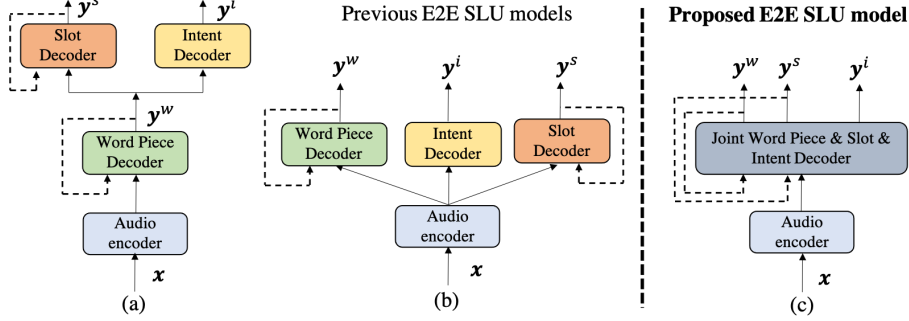 Previous E2E SLU models
Proposed E2E SLU model
y^s
y^i
Slot
Decoder
Intent
Decoder
y^w
Word Piece
Decoder
Audio
encoder
x
(a)
y^w
y^i
y^s
Word Piece
Decoder
Intent
Decoder
Slot
Decoder
Audio
encoder
x
(b)
y^w
y^s
y^i
Joint Word Piece & Slot &
Intent Decoder
Audio
encoder
x
(c)